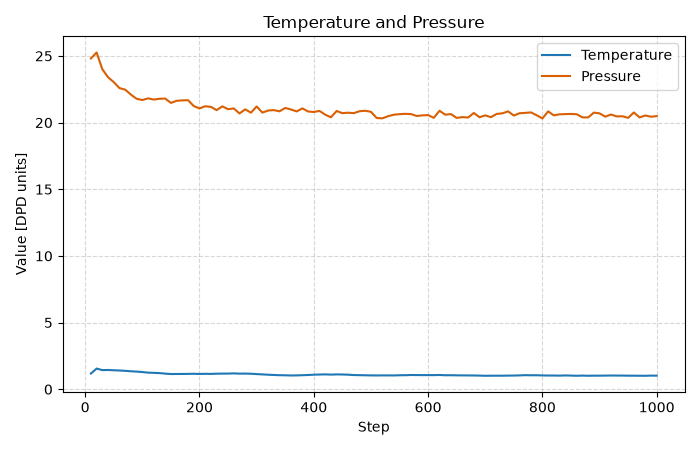 Temperature and Pressure
Temperature
Pressure
Value [DPD units]
25
20
15
10
5
0
0 200 400 600 800 1000
Step